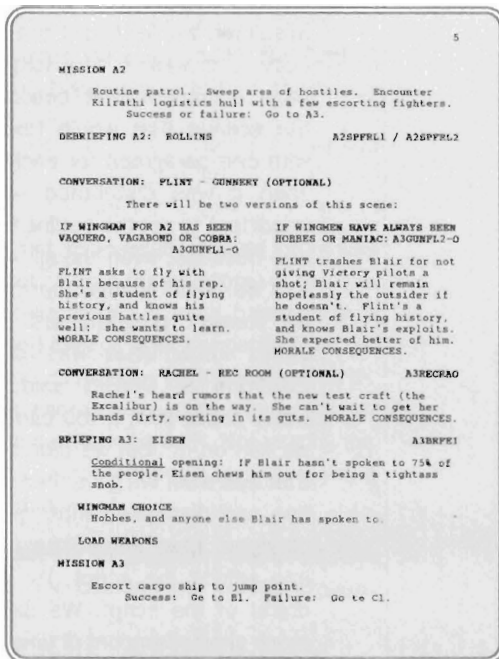 5
MISSION A2
Routine patrol. Sweep area of hostiles. Encounter
Kilrathi logistics hull with a few escorting fighters.
Success or failure: Go to A3.
DEBRIEFING A2: ROLLINS A2SPFRL1 / A2SPFRL2
CONVERSATION: FLINT - GUNNERY (OPTIONAL)
There will be two versions of this scene:
IF WINGMAN FOR A2 HAS BEEN
VAQUERO, VAGABOND OR COBRA:
A3GUNFL1-O
FLINT asks to fly with
Blair because of his rep.
She's a student of flying
history, and knows his
previous battles quite
well: she wants to learn.
MORALE CONSEQUENCES.
IF WINGMEN HAVE ALWAYS BEEN
HOBBES OR MANIAC: A3GUNFL2-O
FLINT trashes Blair for not
giving Victory pilots a
shot; Blair will remain
hopelessly the outsider if
he doesn't. Flint's a
student of flying history,
and knows Blair's exploits.
She expected better of him.
MORALE CONSEQUENCES.
CONVERSATION: RACHEL - REC ROOM (OPTIONAL) A3RECRAO
Rachel's heard rumors that the new test craft (the
Excalibur) is on the way. She can't wait to get her
hands dirty, working in its guts. MORALE CONSEQUENCES.
BRIEFING A3: EISEN A3BRFEI
Conditional opening: IF Blair hasn't spoken to 75% of
the people, Eisen chews him out for being a tightass
snob.
WINGMAN CHOICE
Hobbes, and anyone else Blair has spoken to.
LOAD WEAPONS
MISSION A3
Escort cargo ship to jump point.
Success: Go to B1. Failure: Go to C1.